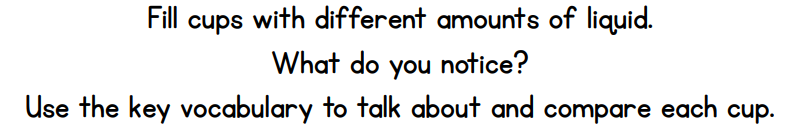 Fill cups with different amounts of liquid.
What do you notice?
Use the key vocabulary to talk about and compare each cup.